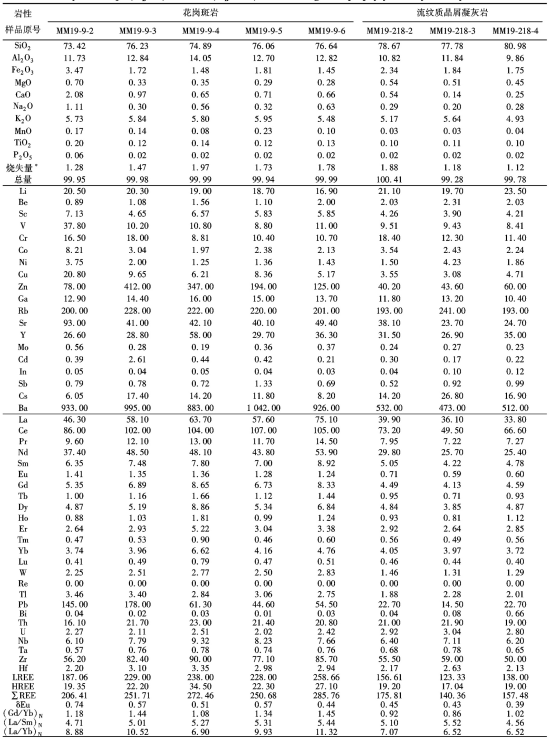 岩性 花岗斑岩 流纹质晶屑凝灰岩
样品原号 MM19-9-2 MM19-9-3 MM19-9-4 MM19-9-5 MM19-9-6 MM19-218-2 MM19-218-3 MM19-218-4
SiO2 73.42 76.23 74.89 76.06 76.64 78.67 77.78 80.98
Al2O3 11.73 12.84 14.05 12.70 12.82 10.82 11.84 9.86
Fe2O3 3.47 1.72 1.48 1.81 1.45 2.34 1.84 1.75
MgO 0.70 0.33 0.35 0.29 0.28 0.54 0.51 0.45
CaO 2.08 0.97 0.65 0.71 0.66 0.54 0.14 0.25
Na2O 1.11 0.30 0.56 0.32 0.63 0.29 0.20 0.28
K2O 5.73 5.84 5.80 5.95 5.48 5.17 5.64 4.93
MnO 0.17 0.14 0.08 0.23 0.10 0.03 0.03 0.04
TiO2 0.20 0.12 0.14 0.12 0.13 0.10 0.11 0.10
P2O5 0.06 0.02 0.02 0.02 0.02 0.02 0.02 0.02
烧失量* 1.28 1.47 1.97 1.73 1.78 1.88 1.18 1.12
总量 99.95 99.98 99.99 99.94 99.99 100.41 99.28 99.78
Li 20.50 20.30 19.00 18.70 16.90 21.10 19.70 23.50
Be 0.89 1.08 1.56 1.10 2.00 2.03 2.31 2.03
Sc 7.13 4.65 6.57 5.83 5.85 4.26 3.90 4.21
V 37.80 10.20 10.80 8.80 11.00 9.51 9.43 8.41
Cr 16.50 18.00 8.81 10.40 10.70 18.40 12.30 11.40
Co 8.21 3.04 1.97 2.38 2.13 3.54 2.43 2.24
Ni 3.75 2.00 1.25 1.36 1.43 1.50 4.23 1.86
Cu 20.80 9.65 6.21 8.36 5.17 3.55 3.08 4.71
Zn 78.00 412.00 347.00 194.00 125.00 40.20 43.60 60.00
Ga 12.90 14.40 16.00 15.00 13.70 11.80 13.20 10.40
Rb 200.00 228.00 222.00 220.00 201.00 193.00 241.00 193.00
Sr 93.00 41.00 42.10 40.10 49.40 38.10 23.70 24.70
Y 26.60 28.80 58.00 29.70 36.30 31.50 26.90 35.00
Mo 0.56 0.28 0.19 0.36 0.37 0.24 0.27 0.23
Cd 0.39 2.61 0.44 0.42 0.21 0.30 0.17 0.22
In 0.05 0.04 0.05 0.04 0.03 0.04 0.10 0.12
Sb 0.79 0.78 0.72 1.33 0.69 0.52 0.92 0.99
Cs 6.05 17.40 14.20 11.80 8.20 14.20 26.80 16.90
Ba 933.00 995.00 883.00 1 042.00 926.00 532.00 473.00 512.00
La 46.30 58.10 63.70 57.60 75.10 39.90 36.10 33.80
Ce 86.00 102.00 104.00 107.00 105.00 73.20 49.50 66.60
Pr 9.60 12.10 13.00 11.70 14.50 7.95 7.22 7.27
Nd 37.40 48.50 48.10 43.80 53.90 29.80 25.70 25.40
Sm 6.35 7.48 7.80 7.00 8.92 5.05 4.22 4.78
Eu 1.41 1.35 1.36 1.28 1.24 0.71 0.59 0.60
Gd 5.35 6.89 8.65 6.73 8.33 4.49 4.13 4.59
Tb 1.00 1.16 1.66 1.12 1.44 0.95 0.71 0.93
Dy 4.87 5.19 8.86 5.34 6.84 4.84 3.85 4.87
Ho 0.88 1.03 1.81 0.99 1.24 0.93 0.81 1.12
Er 2.64 2.93 5.22 3.04 3.38 2.92 2.64 2.85
Tm 0.47 0.53 0.90 0.46 0.60 0.56 0.49 0.56
Yb 3.74 3.96 6.62 4.16 4.76 4.05 3.97 3.72
Lu 0.41 0.49 0.79 0.47 0.51 0.46 0.44 0.40
W 2.25 2.51 2.77 2.50 2.83 1.46 1.31 1.29
Re 0.00 0.00 0.00 0.00 0.00 0.00 0.00 0.00
Tl 3.46 3.40 2.84 3.06 2.75 1.88 2.28 2.01
Pb 145.00 178.00 61.30 44.60 54.50 22.70 14.50 22.70
Bi 0.04 0.02 0.03 0.01 0.03 0.04 0.08 0.66
Th 16.10 21.70 23.00 21.40 20.80 21.00 21.90 19.00
U 2.27 2.11 2.51 2.02 2.42 2.92 3.04 2.80
Nb 6.10 7.79 9.32 8.23 7.66 6.40 7.11 6.20
Ta 0.57 0.76 0.78 0.74 0.76 0.68 0.78 0.65
Zr 56.20 82.40 90.00 77.10 85.70 55.50 59.00 50.00
Hf 2.20 3.10 3.35 2.98 2.94 2.17 2.63 2.13
LREE 187.06 229.00 238.00 228.00 258.66 156.61 123.33 138.00
HREE 19.35 22.20 34.50 22.30 27.10 19.20 17.04 19.00
∑REE 206.41 251.71 272.46 250.68 285.76 175.81 140.36 157.48
δEu 0.74 0.57 0.51 0.57 0.44 0.45 0.43 0.39
(Gd/Yb)N 1.18 1.44 1.08 1.34 1.45 0.92 0.86 1.02
(La/Sm)N 4.71 5.01 5.27 5.31 5.44 5.10 5.52 4.56
(La/Yb)N 8.88 10.52 6.90 9.93 11.32 7.07 6.52 6.52